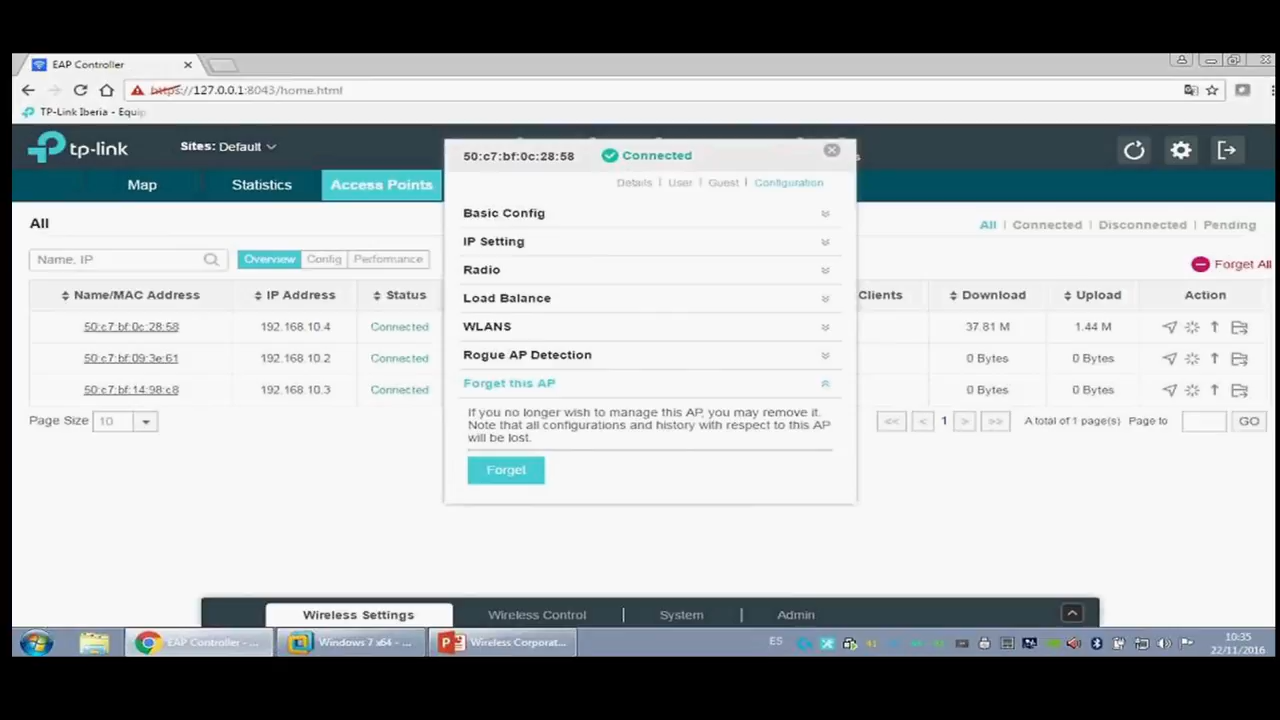 EAP Controller
https://127.0.0.1:8043/home.html
TP-Link Iberia - Equip
tp-link
Sites: Default
Map
Statistics
Access Points
50:c7:bf:0c:28:58
Connected
Details | User | Guest | Configuration
Basic Config
IP Setting
Radio
Load Balance
WLANS
Rogue AP Detection
Forget this AP
If you no longer wish to manage this AP, you may remove it.
Note that all configurations and history with respect to this AP
will be lost.
Forget
All
All | Connected | Disconnected | Pending
Name, IP
Overview
Config
Performance
Forget All
Name/MAC Address IP Address Status Clients Download Upload Action
50:c7:bf:0c:28:58 192.168.10.4 Connected 37.81 M 1.44 M
50:c7:bf:09:3e:61 192.168.10.2 Connected 0 Bytes 0 Bytes
50:c7:bf:14:98:c8 192.168.10.3 Connected 0 Bytes 0 Bytes
Page Size 10
<< < 1 > >> A total of 1 page(s) Page to GO
Wireless Settings
Wireless Control | System | Admin
EAP Controller - ...
Windows 7 x64 - ...
Wireless Corporat...
ES
10:35
22/11/2016